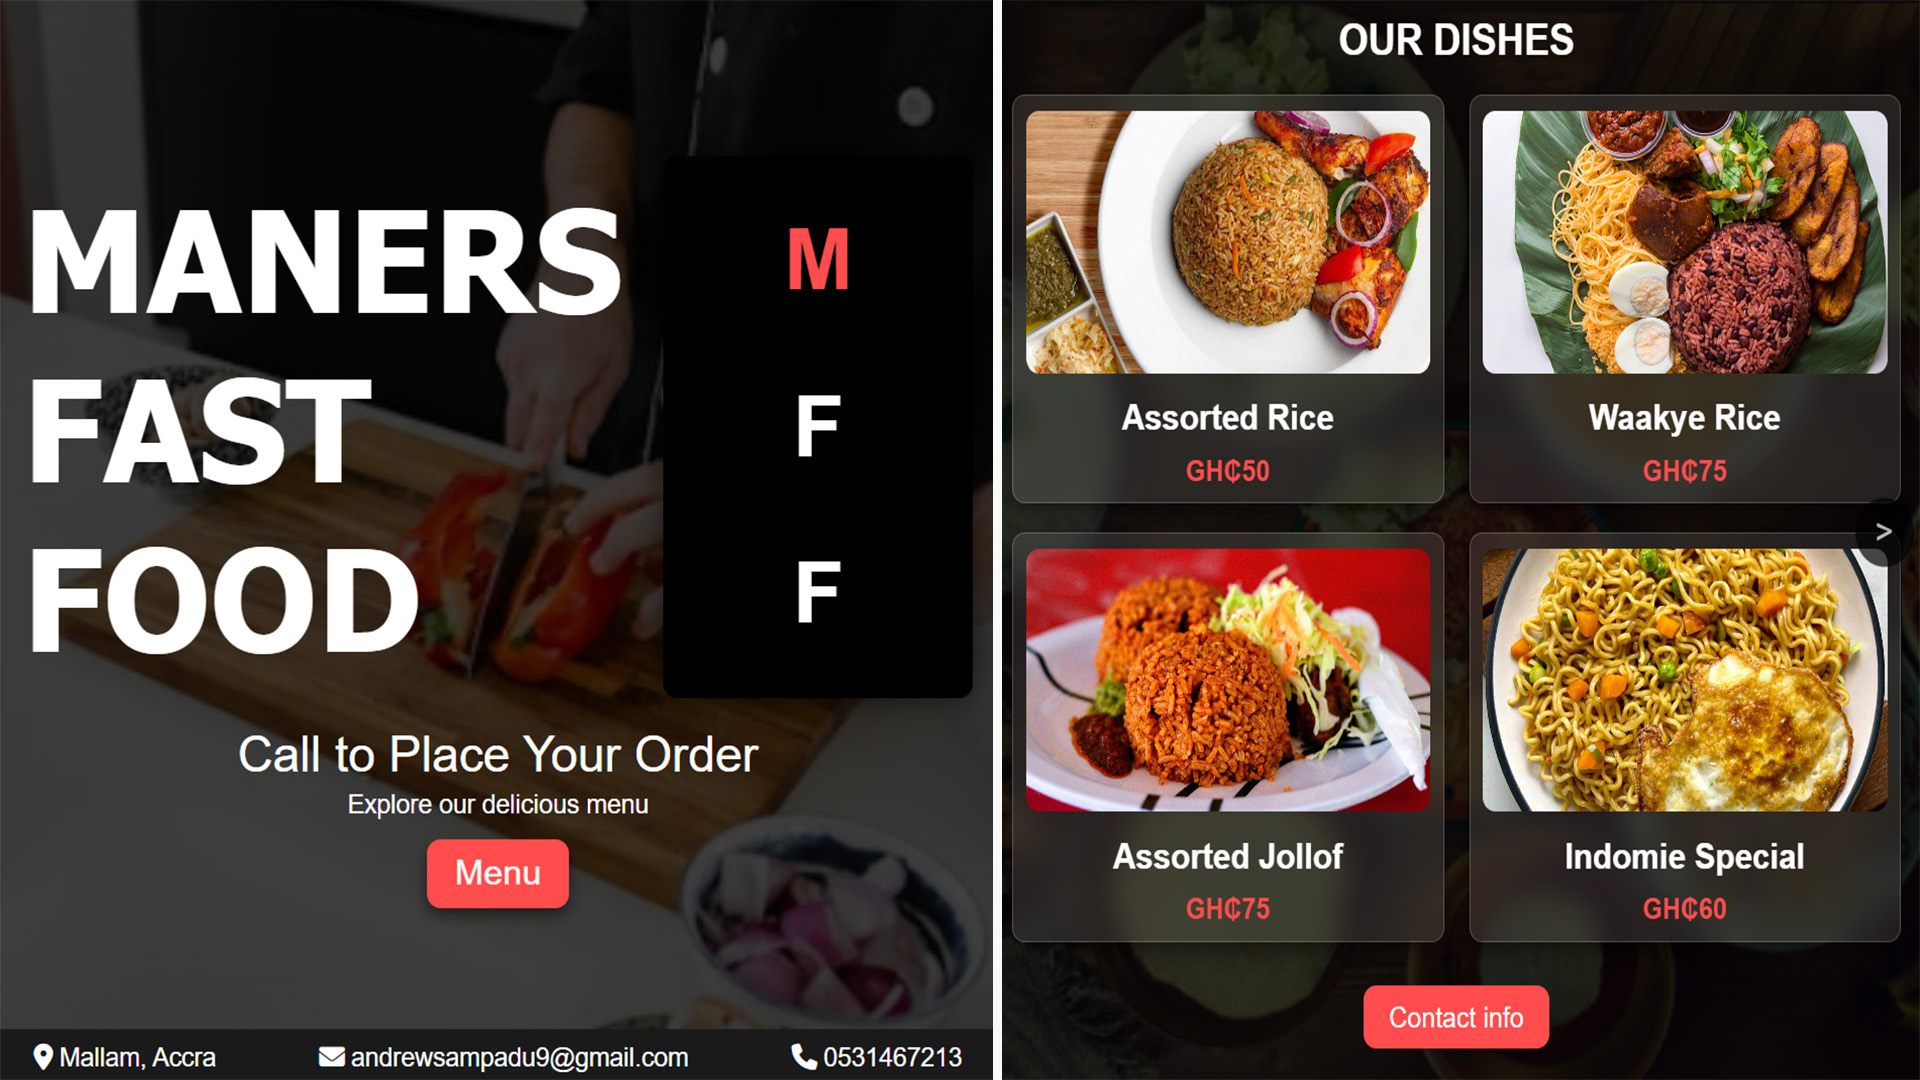 MANERS
FAST
FOOD
M
F
F
Call to Place Your Order
Explore our delicious menu
Menu
Mallam, Accra
andrewsampadu9@gmail.com
0531467213
OUR DISHES
Assorted Rice
GH₵50
Waakye Rice
GH₵75
>
Assorted Jollof
GH₵75
Indomie Special
GH₵60
Contact info